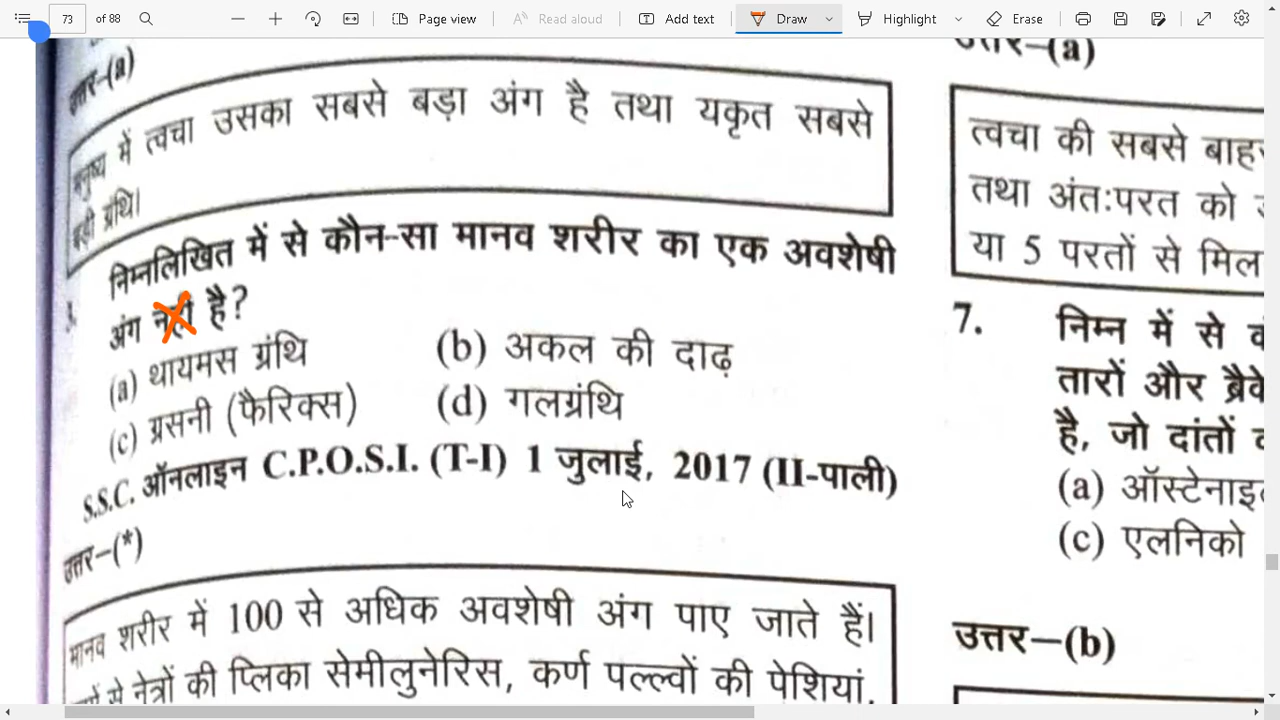 73 of 88
Page view
Read aloud
Add text
Draw
Highlight
Erase
उत्तर–(a)
मनुष्य में त्वचा उसका सबसे बड़ा अंग है तथा यकृत सबसे
बड़ी ग्रंथि।
निम्नलिखित में से कौन-सा मानव शरीर का एक अवशेषी
अंग नहीं है?
(a) थायमस ग्रंथि
(b) अकल की दाढ़
(c) ग्रसनी (फैरिक्स)
(d) गलग्रंथि
S.S.C. ऑनलाइन C.P.O.S.I. (T-I) 1 जुलाई, 2017 (II-पाली)
उत्तर–(*)
मानव शरीर में 100 से अधिक अवशेषी अंग पाए जाते हैं।
से नेत्रों की प्लिका सेमीलुनेरिस, कर्ण पल्ल्वों की पेशियां,
उत्तर–(a)
त्वचा की सबसे
तथा अंतःपरत को
या 5 परतों से
7. निम्न में से
तारों और
है, जो दांतों
(a)
(c) एलनिको
उत्तर–(b)